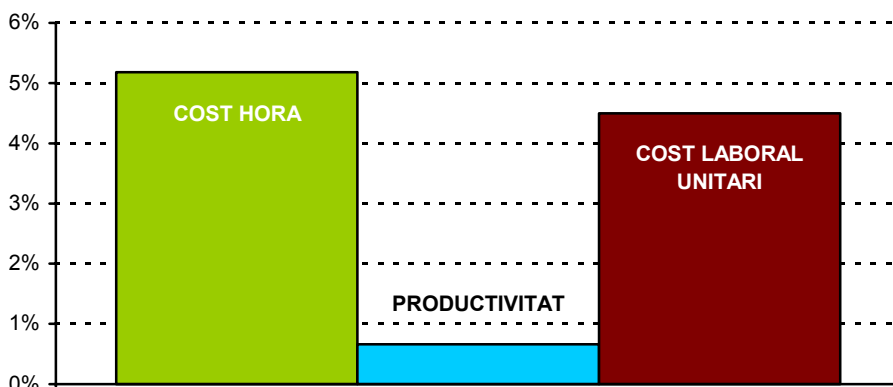 6%
5%
COST HORA
4%
COST LABORAL
UNITARI
3%
2%
PRODUCTIVITAT
1%
0%